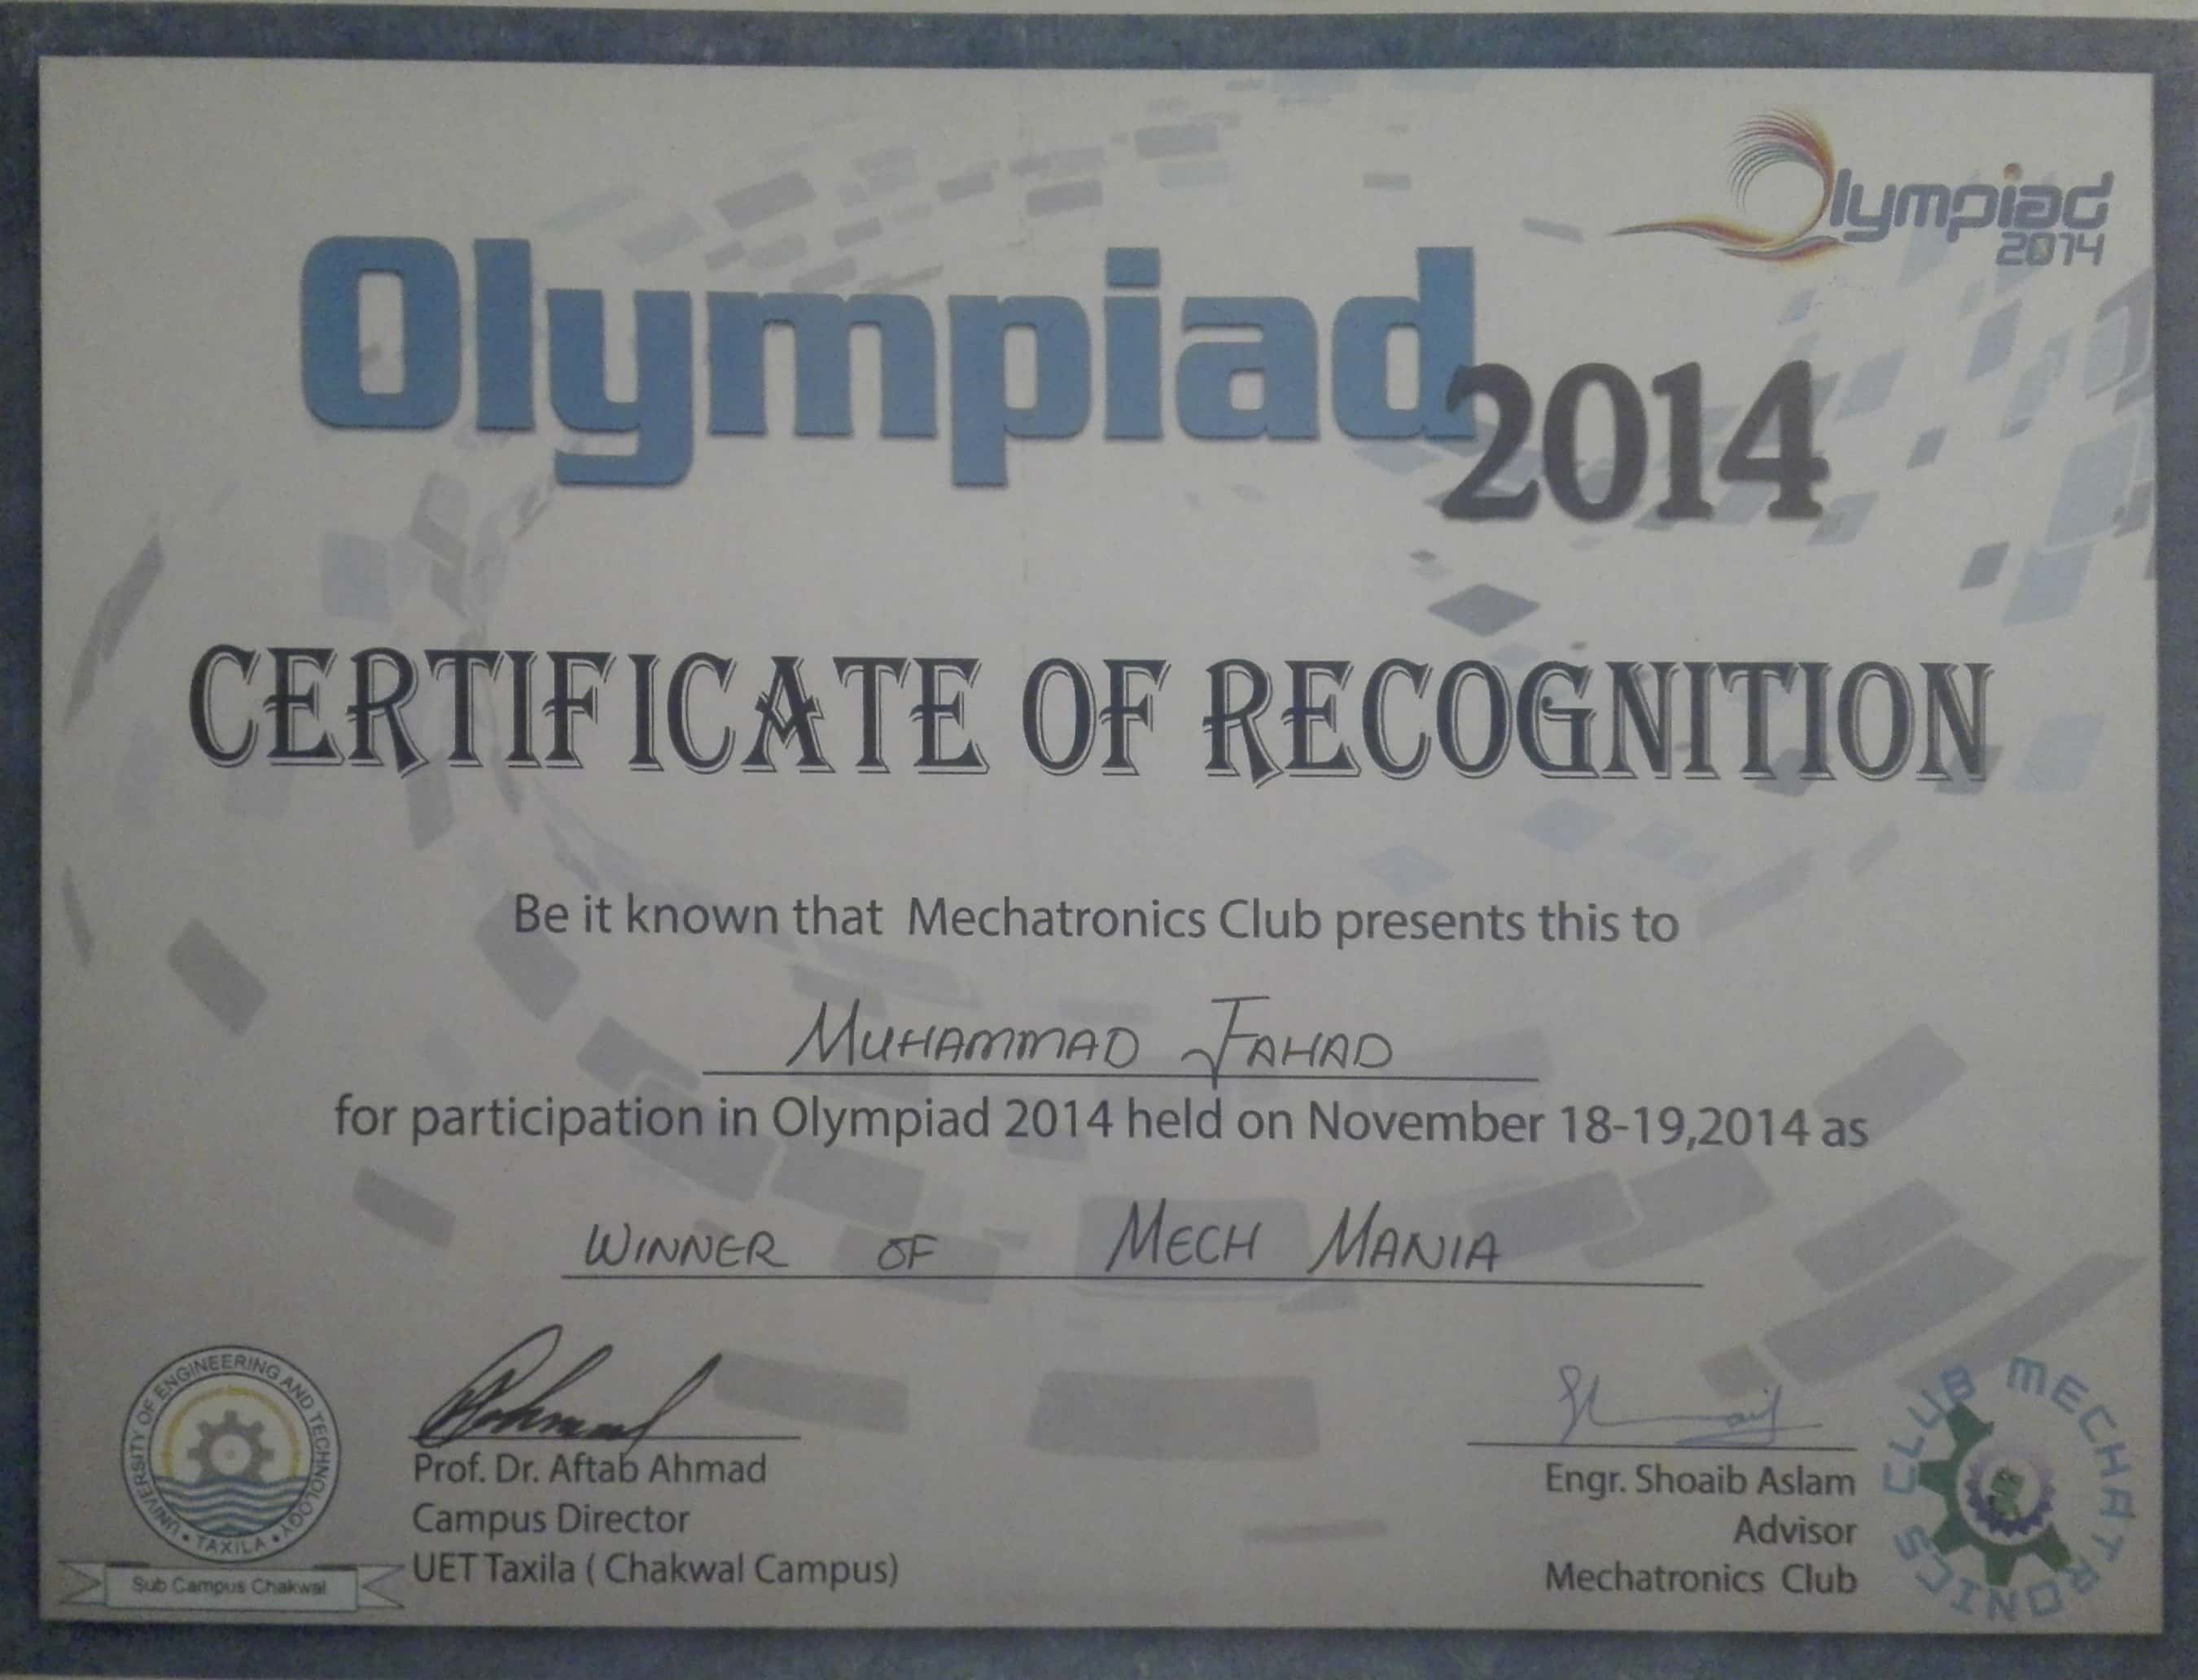 Olympiad
2014
Olympiad 2014
CERTIFICATE OF RECOGNITION
Be it known that Mechatronics Club presents this to
MUHAMMAD FAHAD
for participation in Olympiad 2014 held on November 18-19,2014 as
WINNER OF MECH MANIA
UNIVERSITY OF ENGINEERING AND TECHNOLOGY
• TAXILA •
Sub Campus Chakwal
Prof. Dr. Aftab Ahmad
Campus Director
UET Taxila ( Chakwal Campus)
Engr. Shoaib Aslam
Advisor
Mechatronics Club
MECHATRONICS CLUB